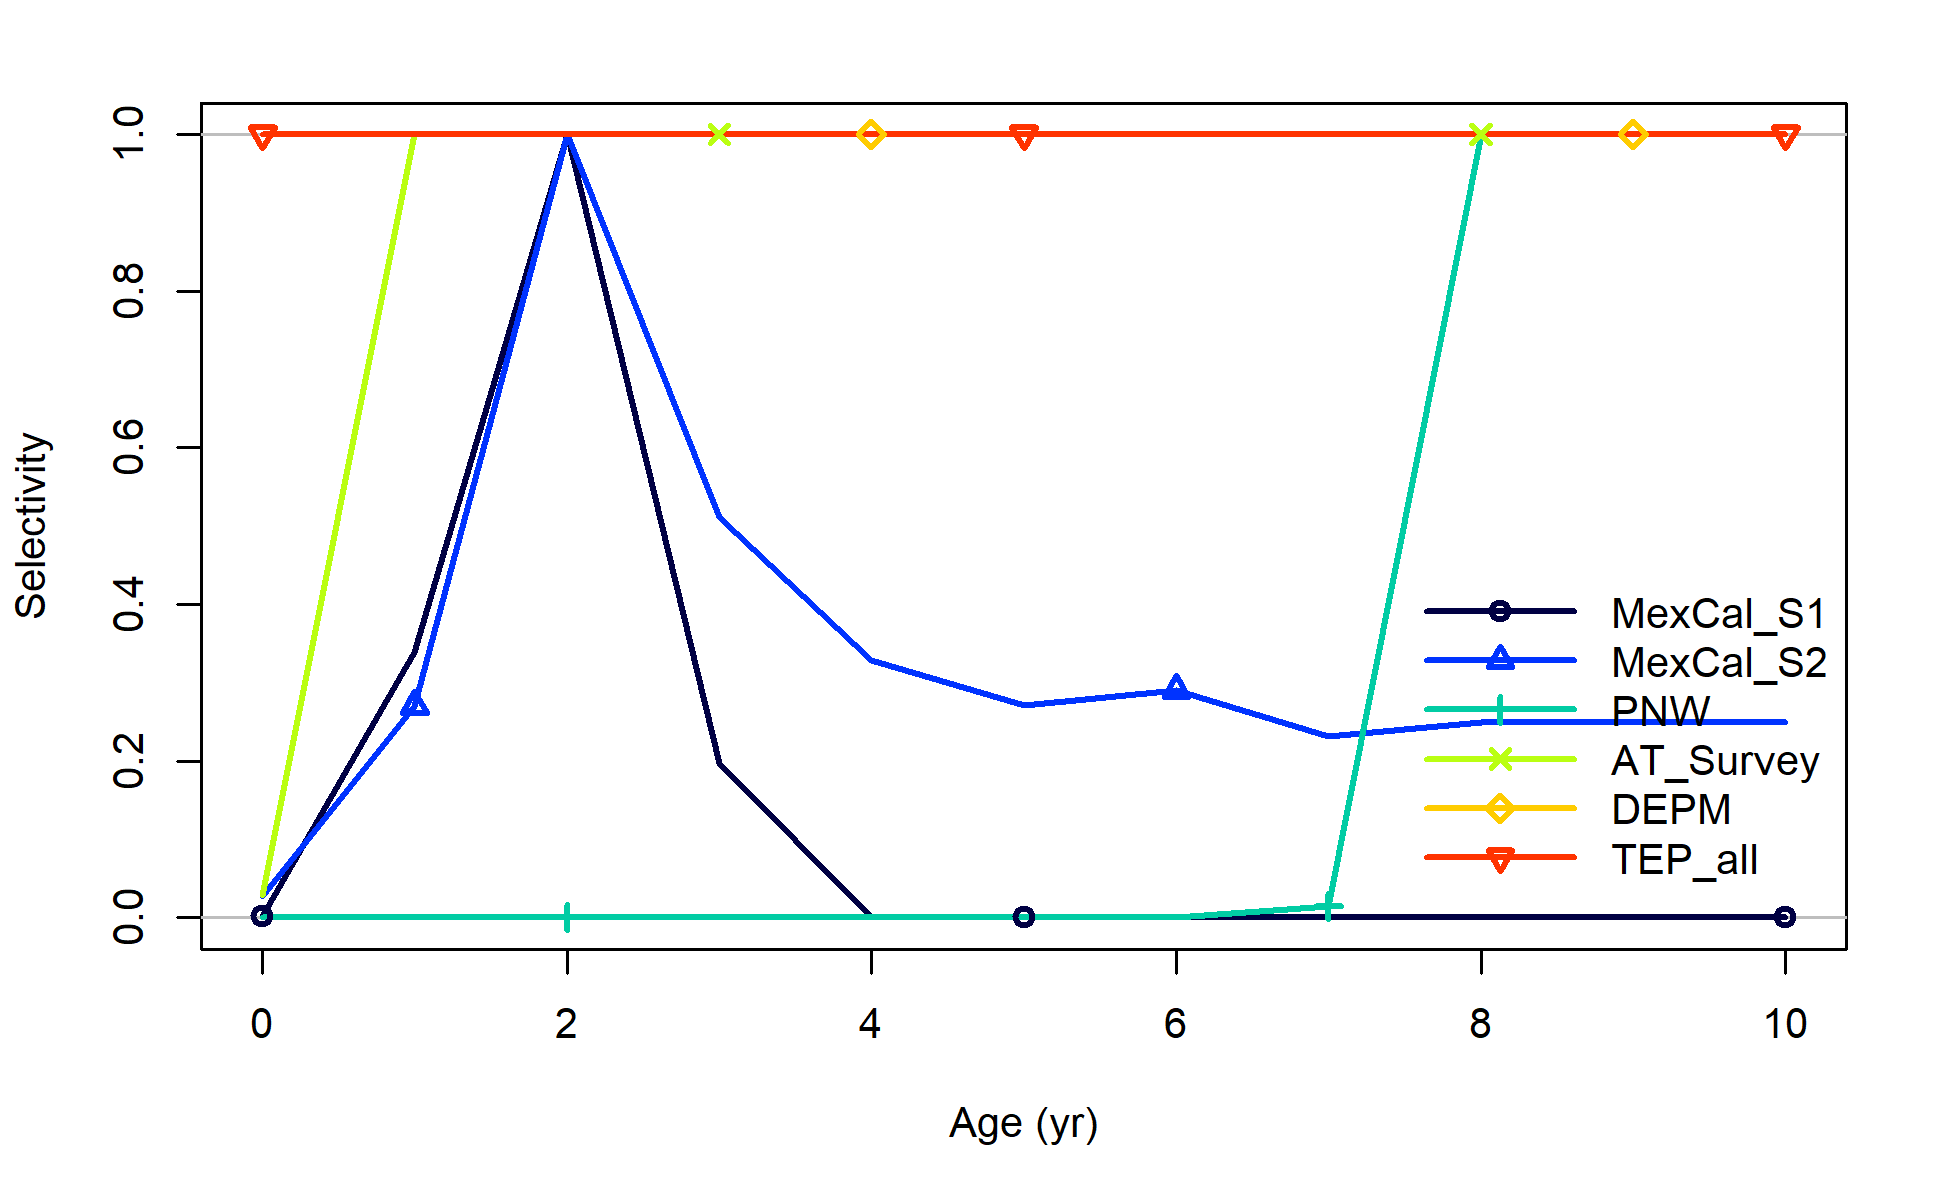 1.0
0.8
0.6
0.4
0.2
0.0
Selectivity
MexCal_S1
MexCal_S2
PNW
AT_Survey
DEPM
TEP_all
0 2 4 6 8 10
Age (yr)